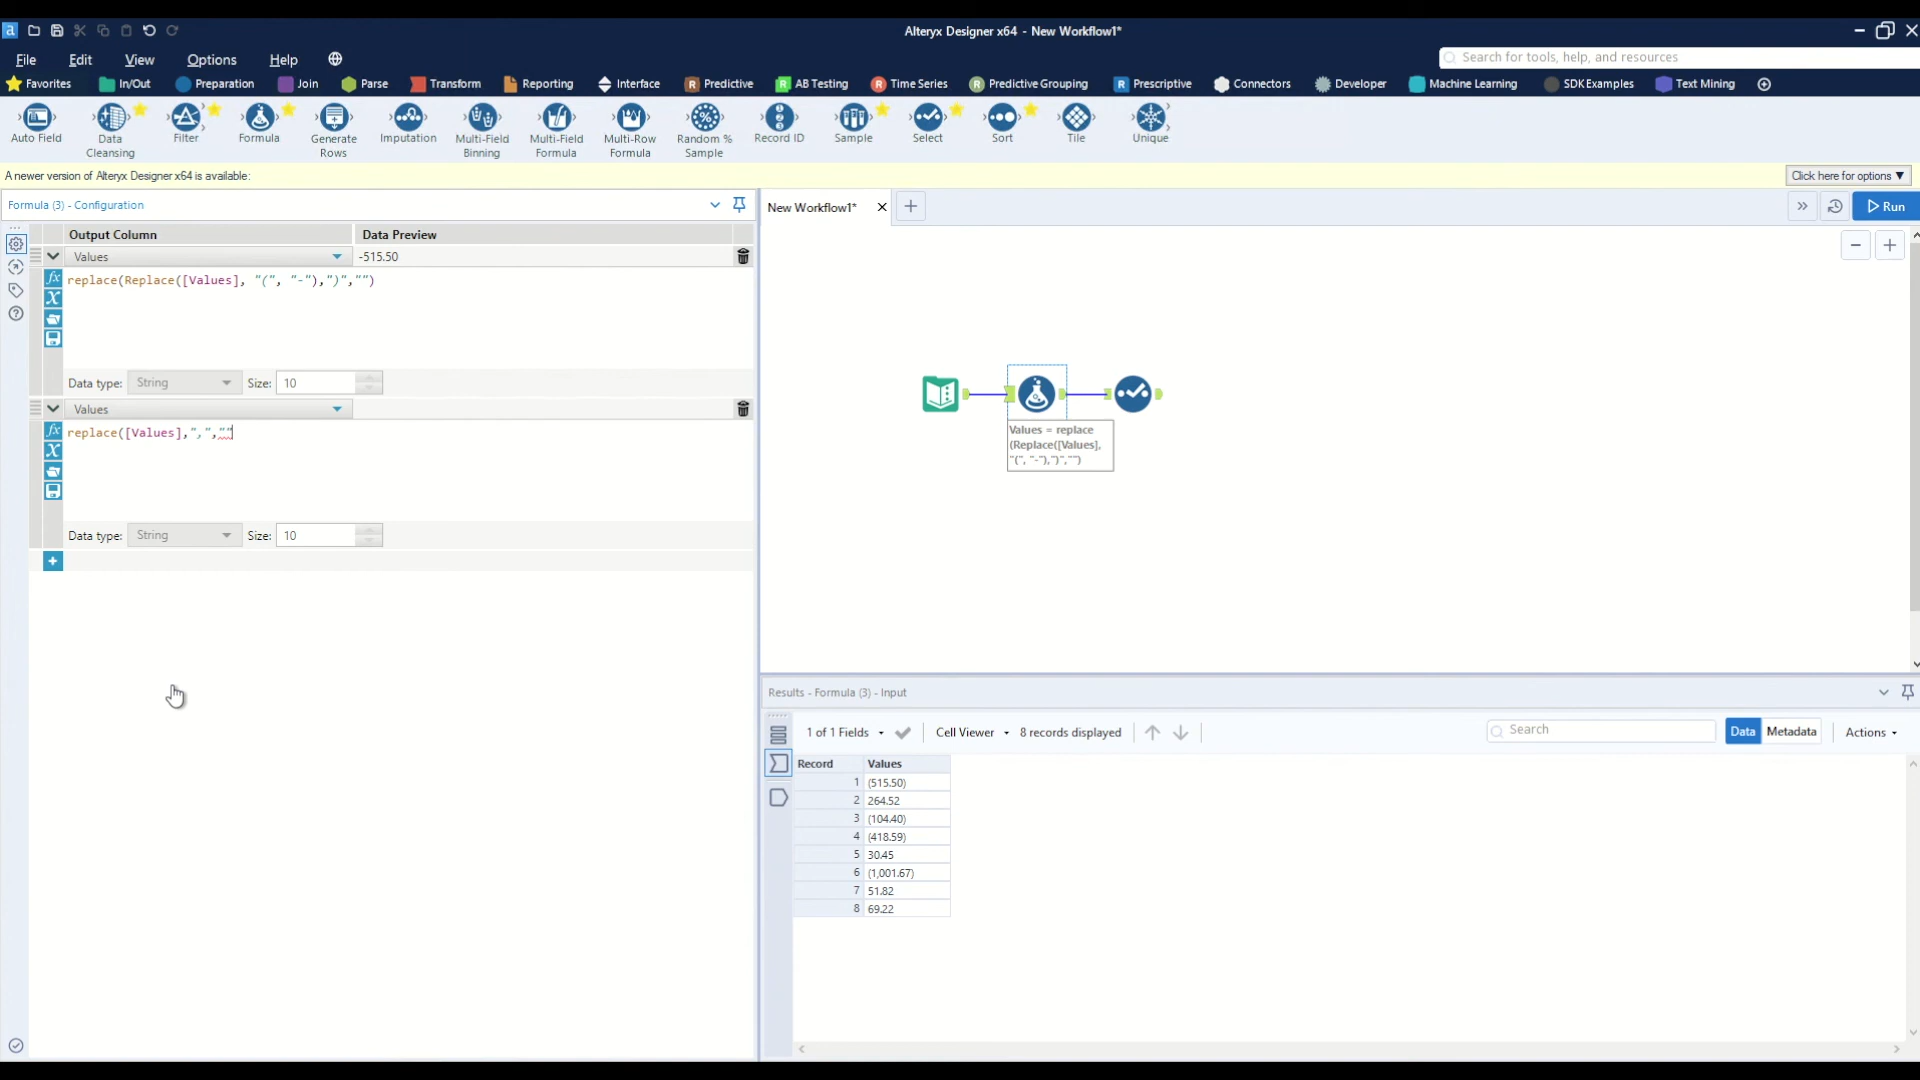 a
Alteryx Designer x64 - New Workflow1*
File Edit View Options Help
Search for tools, help, and resources
Favorites In/Out Preparation Join Parse Transform Reporting Interface Predictive AB Testing Time Series Predictive Grouping Prescriptive Connectors Developer Machine Learning SDK Examples Text Mining
Auto Field Data Cleansing Filter Formula Generate Rows Imputation Multi-Field Binning Multi-Field Formula Multi-Row Formula Random % Sample Record ID Sample Select Sort Tile Unique
A newer version of Alteryx Designer x64 is available:
Click here for options ▼
Formula (3) - Configuration
New Workflow1*
Run
Output Column Data Preview
Values -515.50
replace(Replace([Values], "(", "-"),")","")
Data type: String Size: 10
Values
replace([Values],",",""
Data type: String Size: 10
Values = replace
(Replace([Values],
"(", "-"),")","")
Results - Formula (3) - Input
1 of 1 Fields Cell Viewer 8 records displayed Search Data Metadata Actions
Record Values
1 (515.50)
2 264.52
3 (104.40)
4 (418.59)
5 30.45
6 (1,001.67)
7 51.82
8 69.22